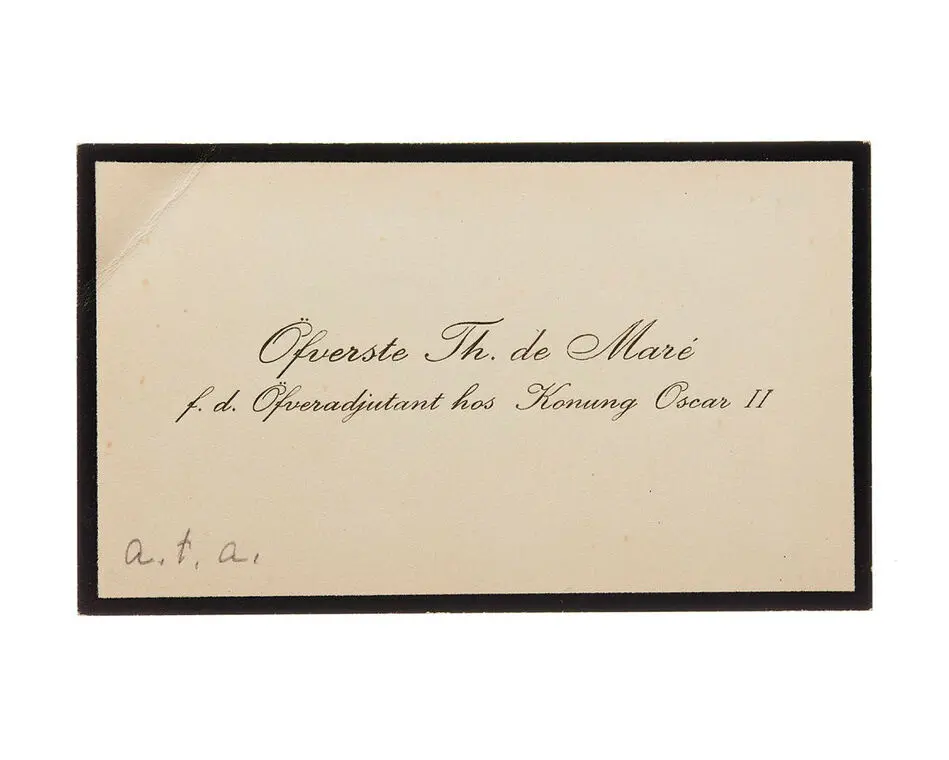 Öfverste Th. de Maré
f. d. Öfveradjutant hos Konung Oscar II
a. t. a.